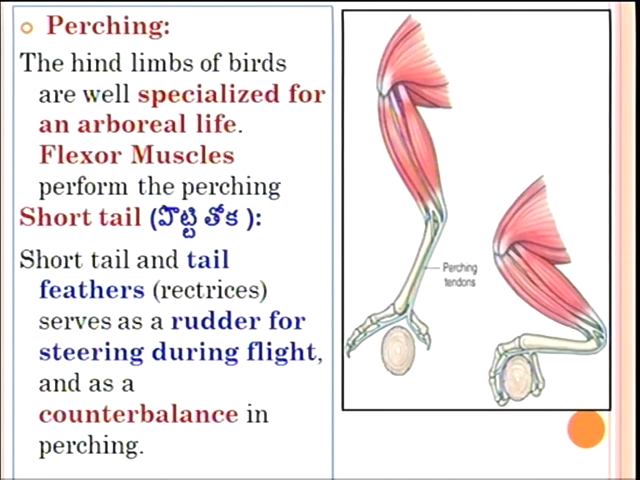 Perching:
The hind limbs of birds
are well specialized for
an arboreal life.
Flexor Muscles
perform the perching
Short tail (పొట్టి తోక ):
Short tail and tail
feathers (rectrices)
serves as a rudder for
steering during flight,
and as a
counterbalance in
perching.
Perching
tendons